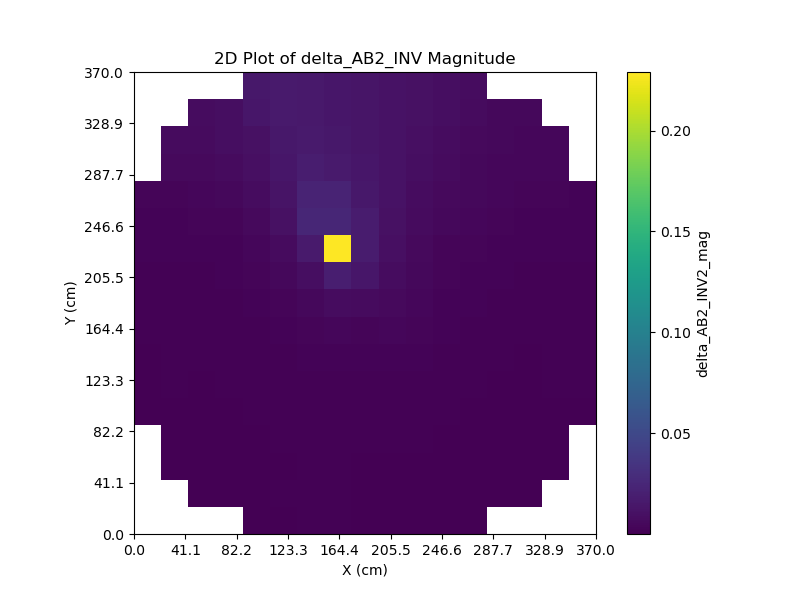 2D Plot of delta_AB2_INV Magnitude
370.0
328.9
287.7
246.6
205.5
164.4
123.3
82.2
41.1
0.0
Y (cm)
0.0 41.1 82.2 123.3 164.4 205.5 246.6 287.7 328.9 370.0
X (cm)
0.20
0.15
0.10
0.05
delta_AB2_INV2_mag